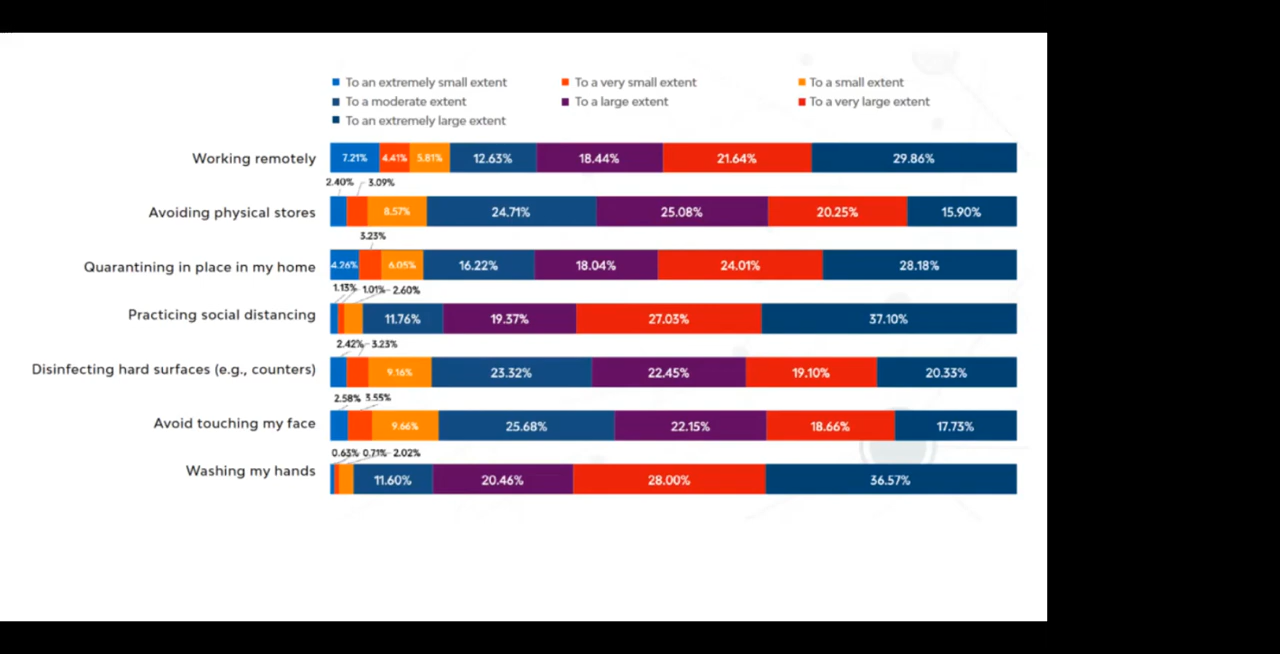 To an extremely small extent To a very small extent To a small extent
To a moderate extent To a large extent To a very large extent
To an extremely large extent
Working remotely 7.21% 4.41% 5.81% 12.63% 18.44% 21.64% 29.86%
2.40% 3.09%
Avoiding physical stores 8.57% 24.71% 25.08% 20.25% 15.90%
3.23%
Quarantining in place in my home 4.26% 6.05% 16.22% 18.04% 24.01% 28.18%
1.13% 1.01% 2.60%
Practicing social distancing 11.76% 19.37% 27.03% 37.10%
2.42% 3.23%
Disinfecting hard surfaces (e.g., counters) 9.16% 23.32% 22.45% 19.10% 20.33%
2.58% 3.55%
Avoid touching my face 9.66% 25.68% 22.15% 18.66% 17.73%
0.63% 0.71% 2.02%
Washing my hands 11.60% 20.46% 28.00% 36.57%